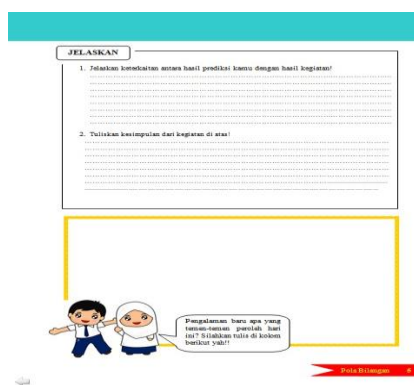 JELASKAN
1. Jelaskan keterkaitan antara hasil prediksi kamu dengan hasil kegiatan!
2. Tuliskan kesimpulan dari kegiatan di atas!
Pengalaman baru apa yang
teman-teman peroleh hari
ini? Silahkan tulis di kolom
berikut yah!!
Pola Bilangan 8